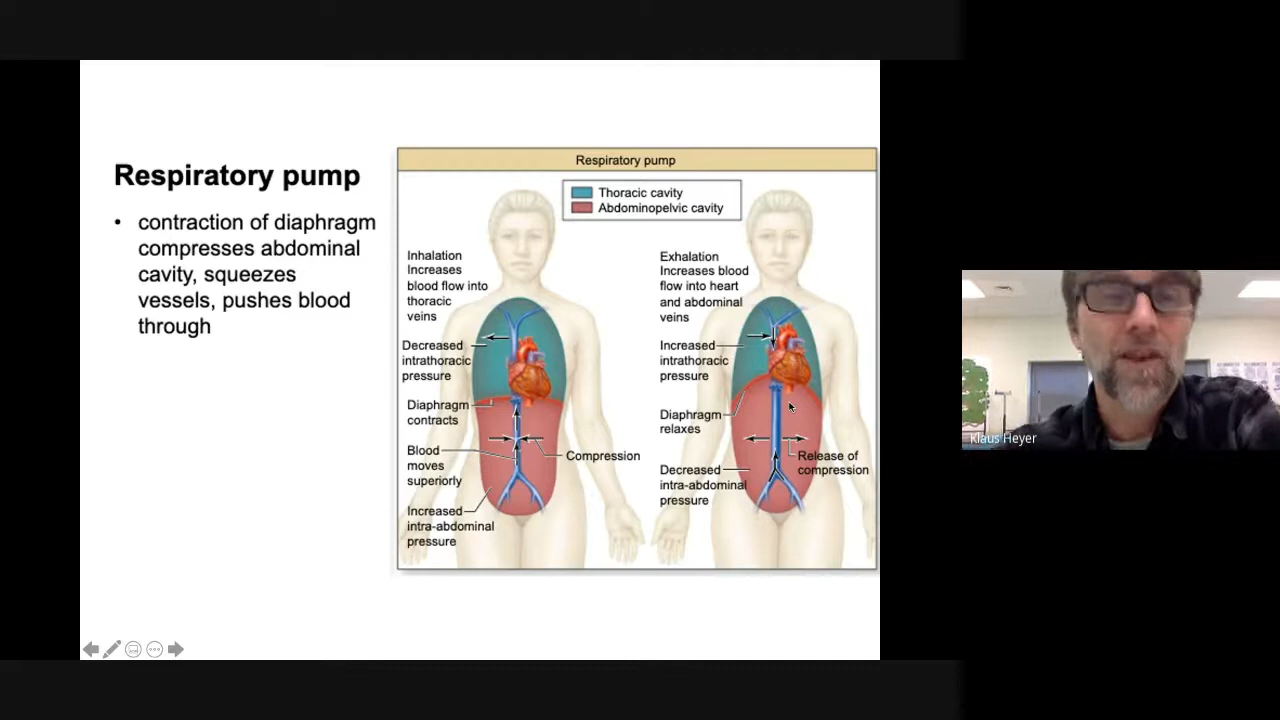 Respiratory pump
• contraction of diaphragm
compresses abdominal
cavity, squeezes
vessels, pushes blood
through
Respiratory pump
Thoracic cavity
Abdominopelvic cavity
Inhalation
Increases
blood flow into
thoracic
veins
Decreased
intrathoracic
pressure
Diaphragm
contracts
Blood
moves
superiorly
Compression
Increased
intra-abdominal
pressure
Exhalation
Increases blood
flow into heart
and abdominal
veins
Increased
intrathoracic
pressure
Diaphragm
relaxes
Release of
compression
Decreased
intra-abdominal
pressure
Klaus Heyer